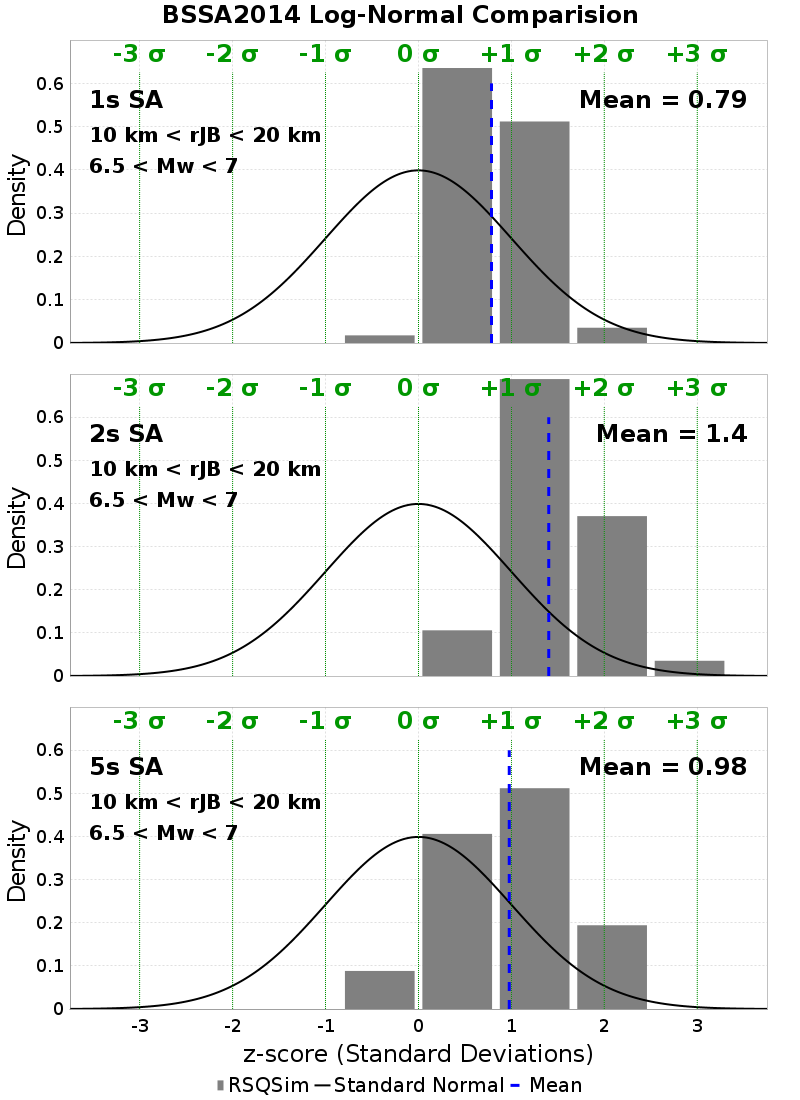 BSSA2014 Log-Normal Comparision
-3 σ -2 σ -1 σ 0 σ +1 σ +2 σ +3 σ
1s SA
Mean = 0.79
10 km < rJB < 20 km
6.5 < Mw < 7
Density
0.6
0.5
0.4
0.3
0.2
0.1
0
-3 σ -2 σ -1 σ 0 σ +1 σ +2 σ +3 σ
2s SA
Mean = 1.4
10 km < rJB < 20 km
6.5 < Mw < 7
Density
0.6
0.5
0.4
0.3
0.2
0.1
0
-3 σ -2 σ -1 σ 0 σ +1 σ +2 σ +3 σ
5s SA
Mean = 0.98
10 km < rJB < 20 km
6.5 < Mw < 7
Density
0.6
0.5
0.4
0.3
0.2
0.1
0
-3 -2 -1 0 1 2 3
z-score (Standard Deviations)
RSQSim Standard Normal Mean